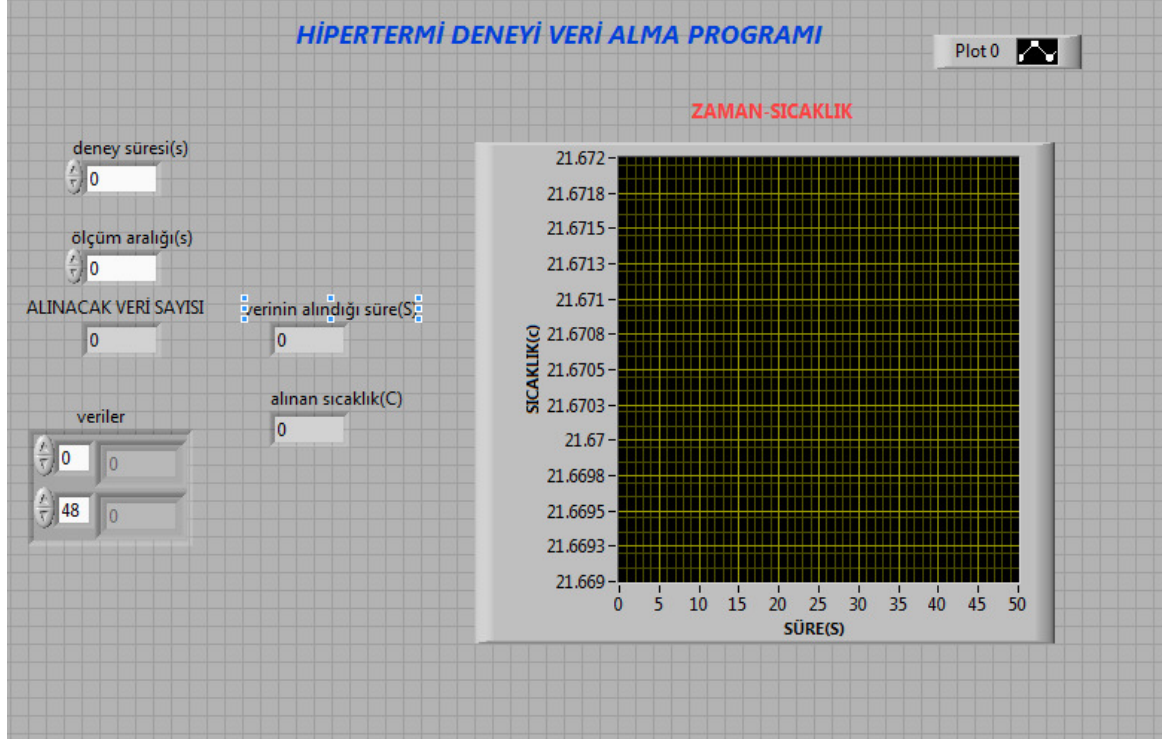 HİPERTERMİ DENEYİ VERİ ALMA PROGRAMI
Plot 0
ZAMAN-SICAKLIK
deney süresi(s)
0
ölçüm aralığı(s)
0
ALINACAK VERİ SAYISI
0
verinin alındığı süre(S)
0
alınan sıcaklık(C)
0
veriler
0
0
48
0
SICAKLIK(c)
21.672
21.6718
21.6715
21.6713
21.671
21.6708
21.6705
21.6703
21.67
21.6698
21.6695
21.6693
21.669
0 5 10 15 20 25 30 35 40 45 50
SÜRE(S)